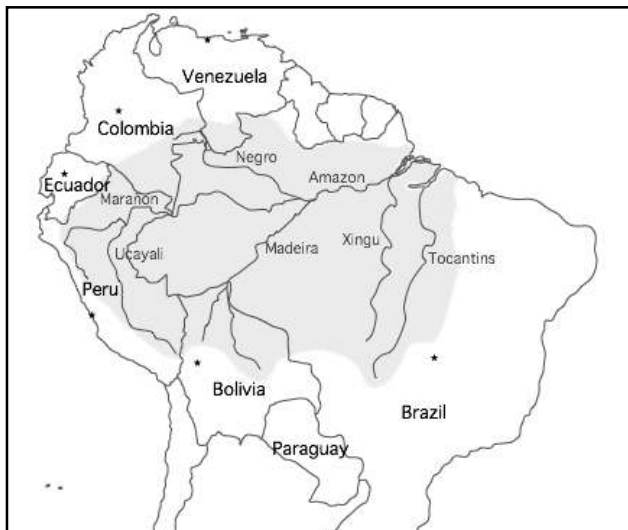 Venezuela
Colombia
Negro
Ecuador
Amazon
Marañon
Ucayali
Madeira
Xingu
Tocantins
Peru
Bolivia
Brazil
Paraguay